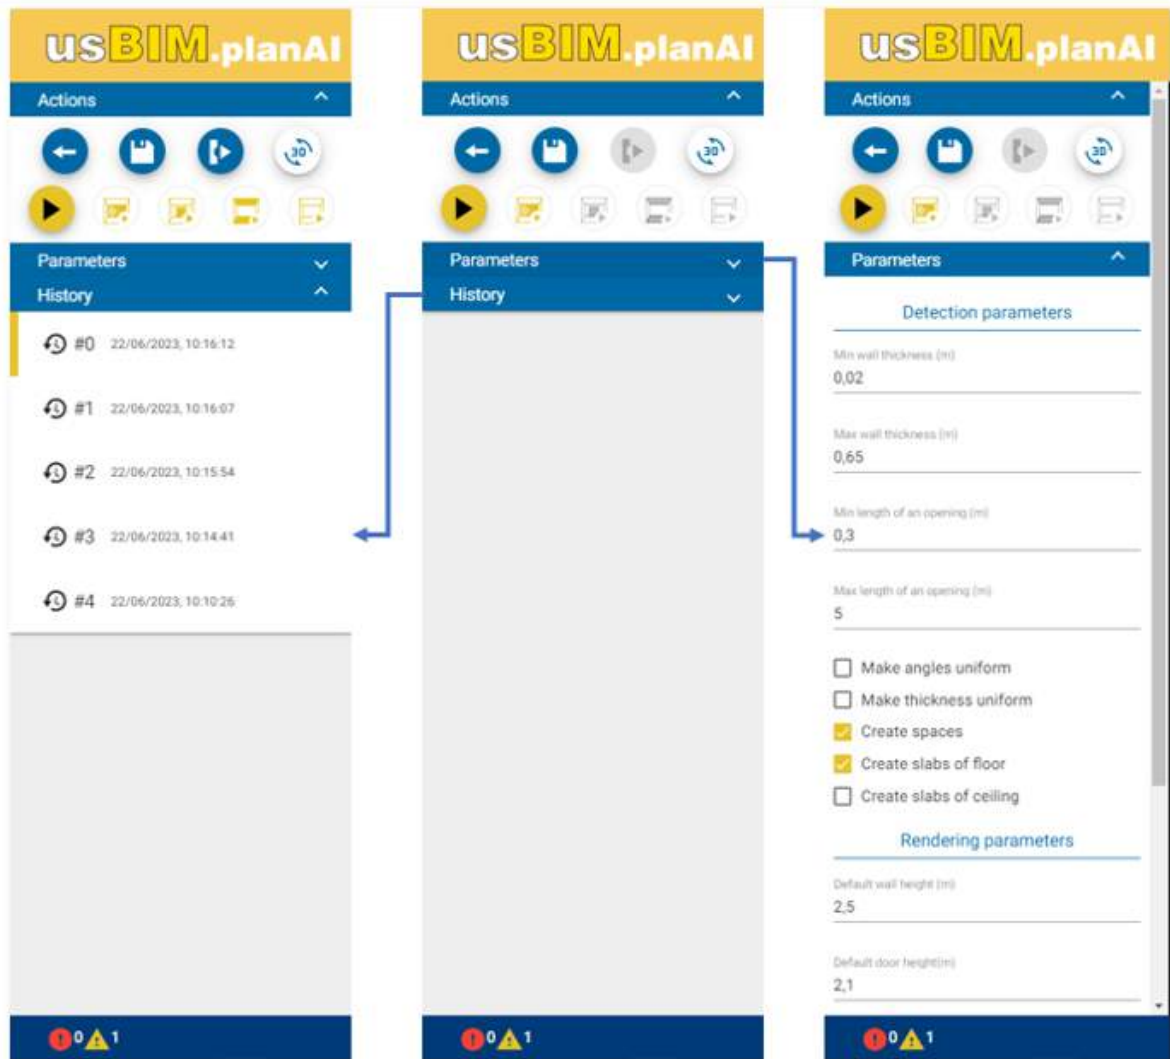 usBIM.planAI
Actions
30
Parameters
History
#0 22/06/2023, 10:16:12
#1 22/06/2023, 10:16:07
#2 22/06/2023, 10:15:54
#3 22/06/2023, 10:14:41
#4 22/06/2023, 10:10:26
0 1
usBIM.planAI
Actions
30
Parameters
History
0 1
usBIM.planAI
Actions
30
Parameters
Detection parameters
Min wall thickness (m)
0,02
Max wall thickness (m)
0,65
Min length of an opening (m)
0,3
Max length of an opening (m)
5
Make angles uniform
Make thickness uniform
Create spaces
Create slabs of floor
Create slabs of ceiling
Rendering parameters
Default wall height (m)
2,5
Default door height(m)
2,1
0 1